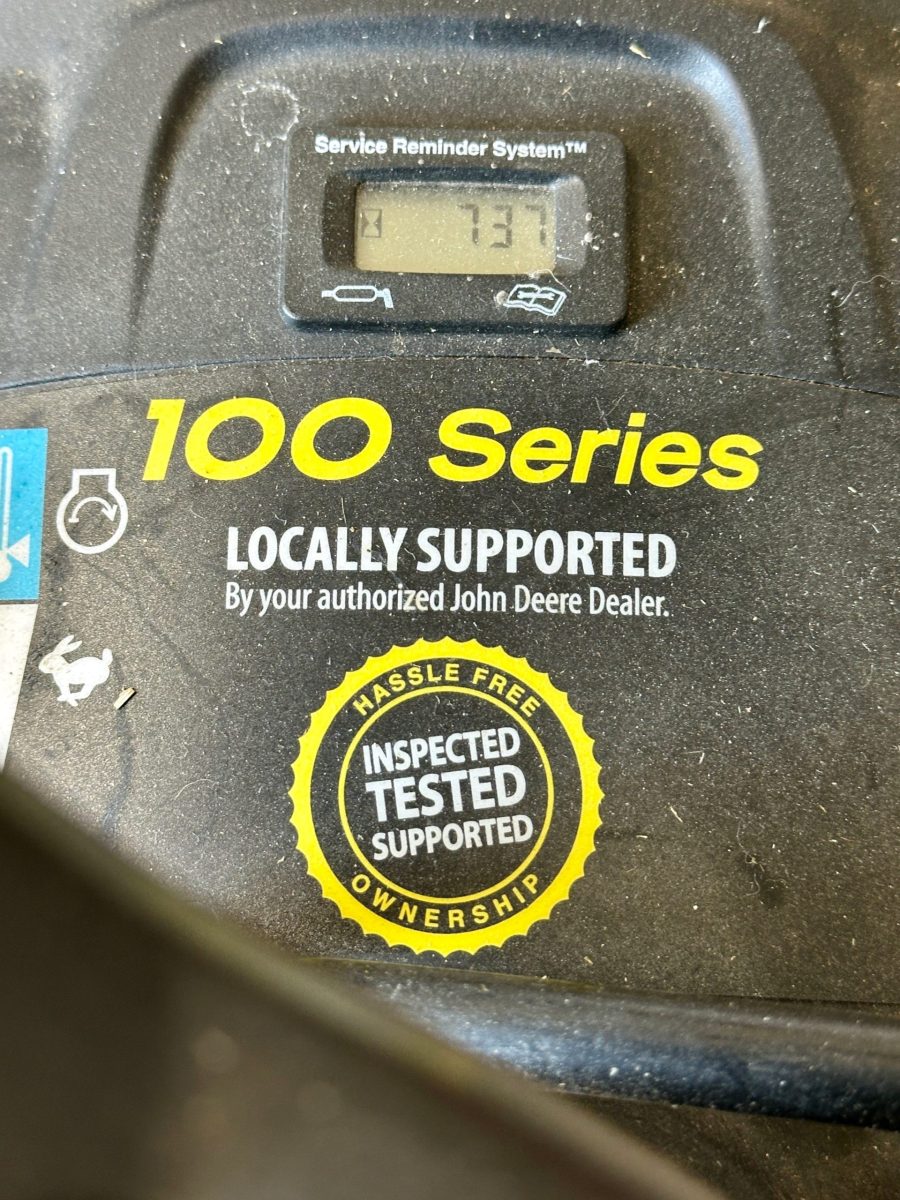 Service Reminder System™
737
100 Series
LOCALLY SUPPORTED
By your authorized John Deere Dealer.
HASSLE FREE
INSPECTED
TESTED
SUPPORTED
OWNERSHIP